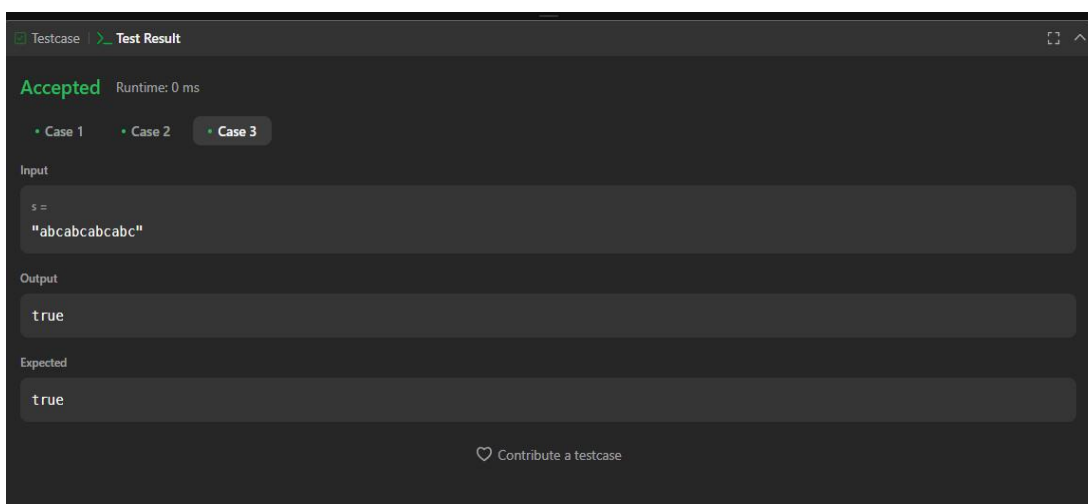 Testcase | >_ Test Result
Accepted Runtime: 0 ms
• Case 1 • Case 2 • Case 3
Input
s =
"abcabcabcabc"
Output
true
Expected
true
Contribute a testcase